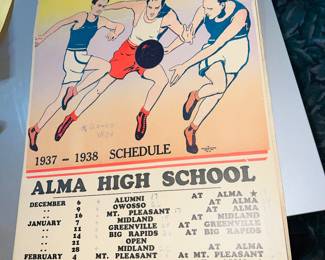 1937 - 1938 SCHEDULE
ALMA HIGH SCHOOL
DECEMBER 6 ALUMNI AT ALMA ★
" 9 OWOSSO AT ALMA
" 16 MT. PLEASANT AT ALMA
JANUARY 7 MIDLAND AT MIDLAND
" 11 GREENVILLE AT GREENVILLE
" 14 BIG RAPIDS AT BIG RAPIDS
" 21 OPEN
" 28 MIDLAND AT ALMA
FEBRUARY 4 MT. PLEASANT AT MT. PLEASANT